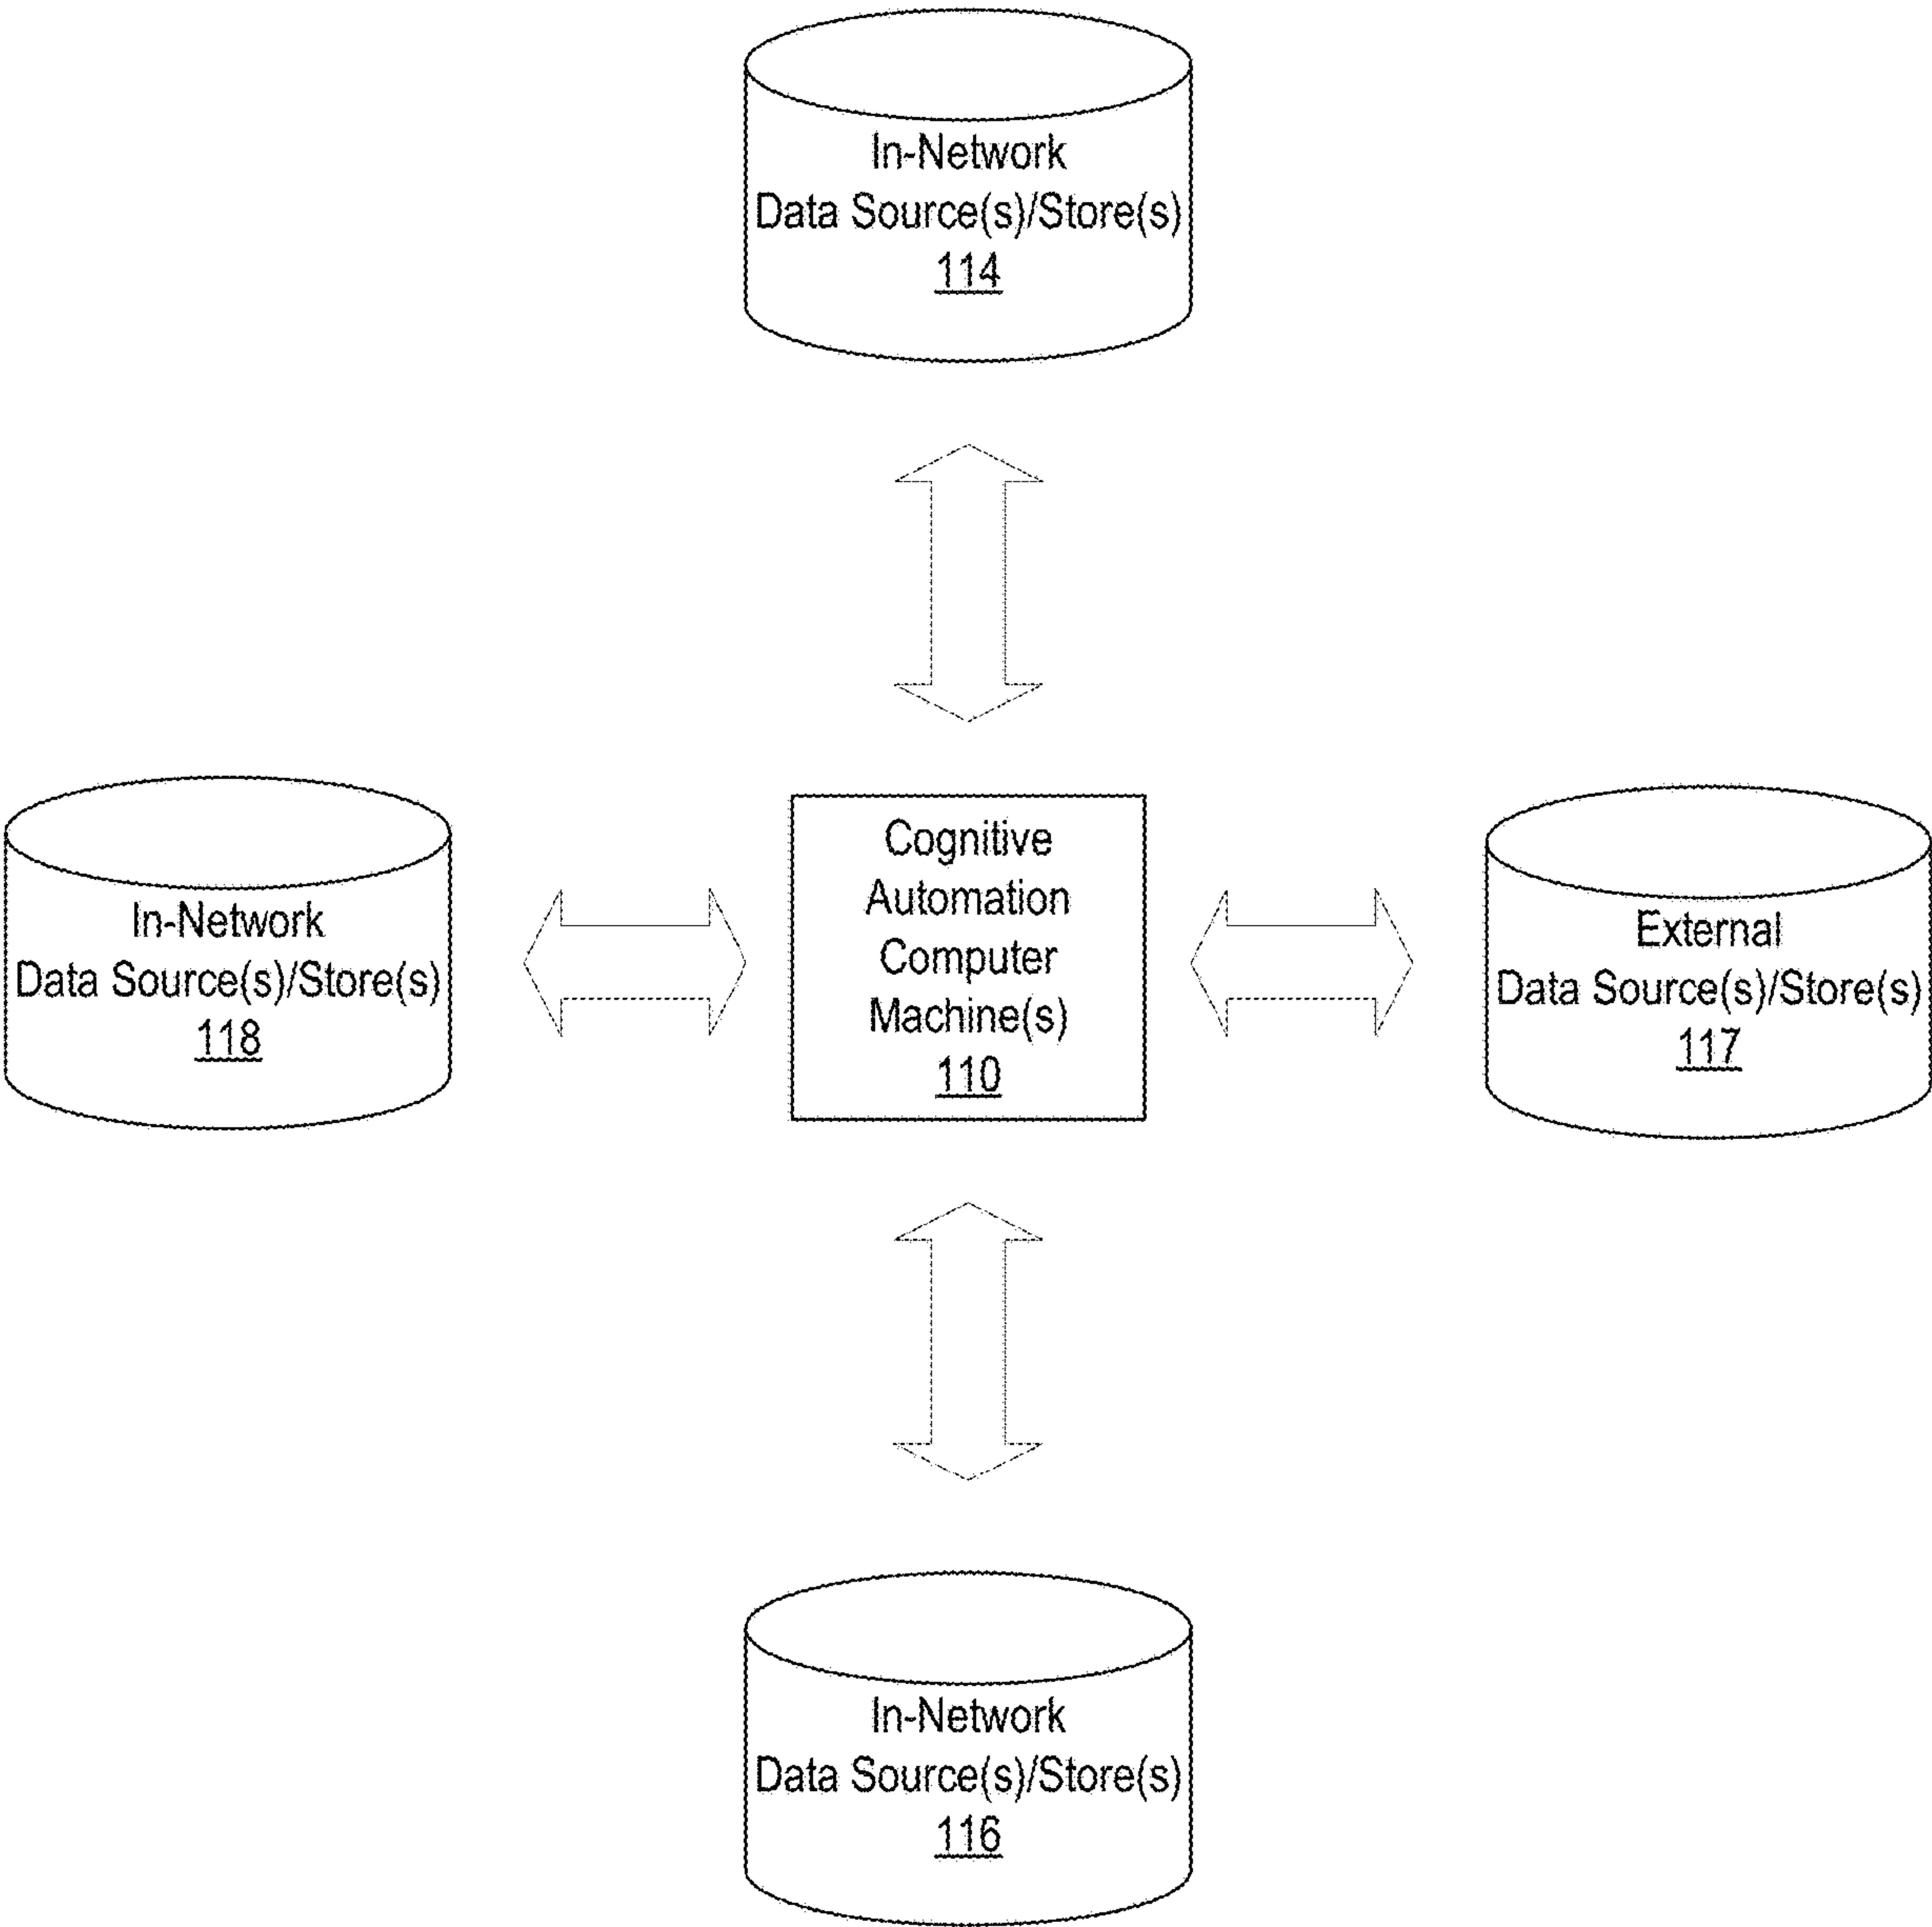 In-Network
Data Source(s)/Store(s)
114
In-Network
Data Source(s)/Store(s)
118
Cognitive
Automation
Computer
Machine(s)
110
External
Data Source(s)/Store(s)
117
In-Network
Data Source(s)/Store(s)
116